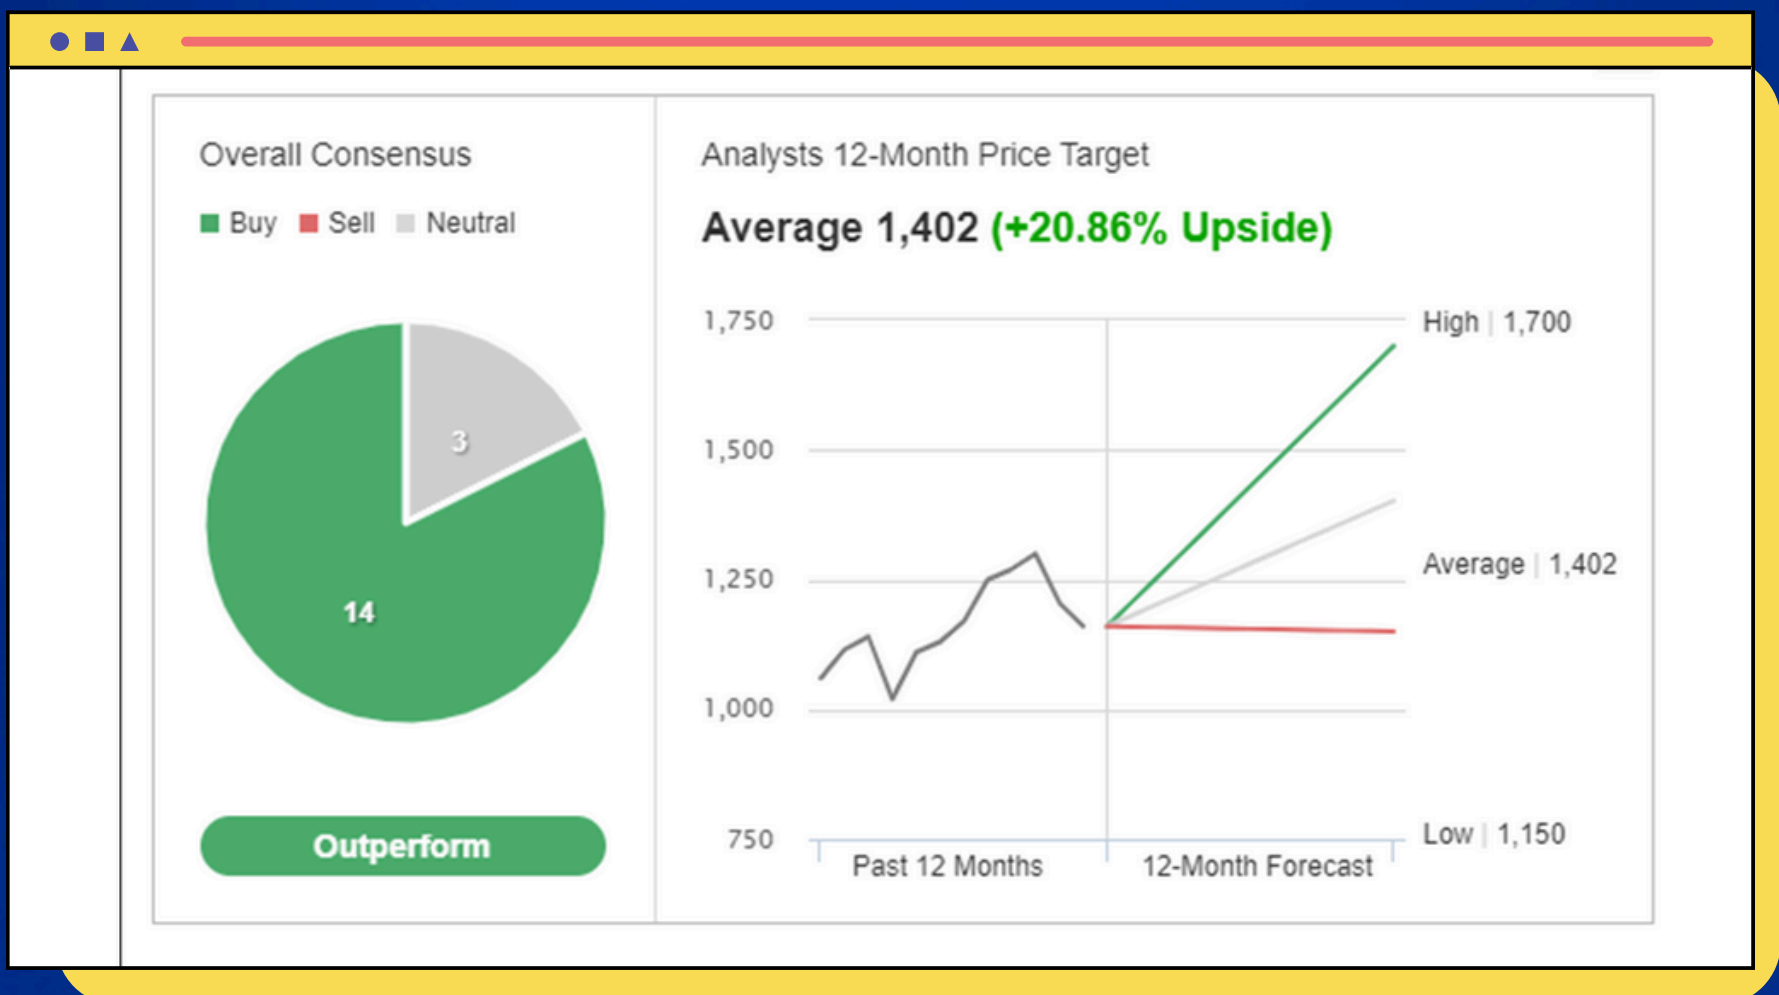 Overall Consensus
Buy Sell Neutral
3
14
Outperform
Analysts 12-Month Price Target
Average 1,402 (+20.86% Upside)
1,750
1,500
1,250
1,000
750
High | 1,700
Average | 1,402
Low | 1,150
Past 12 Months
12-Month Forecast